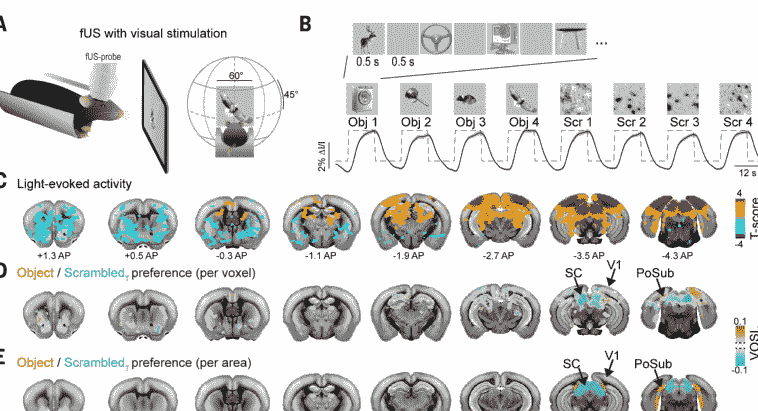 A
fUS with visual stimulation
fUS-probe
60°
45°
B
0.5 s 0.5 s
...
Obj 1 Obj 2 Obj 3 Obj 4 Scr 1 Scr 2 Scr 3 Scr 4
2% ΔI/I
12 s
C Light-evoked activity
+1.3 AP +0.5 AP -0.3 AP -1.1 AP -1.9 AP -2.7 AP -3.5 AP -4.3 AP
4
T-score
-4
D Object / Scrambled_T preference (per voxel)
SC V1 PoSub
0.1
VOSI
-0.1
E Object / Scrambled_T preference (per area)
SC V1 PoSub